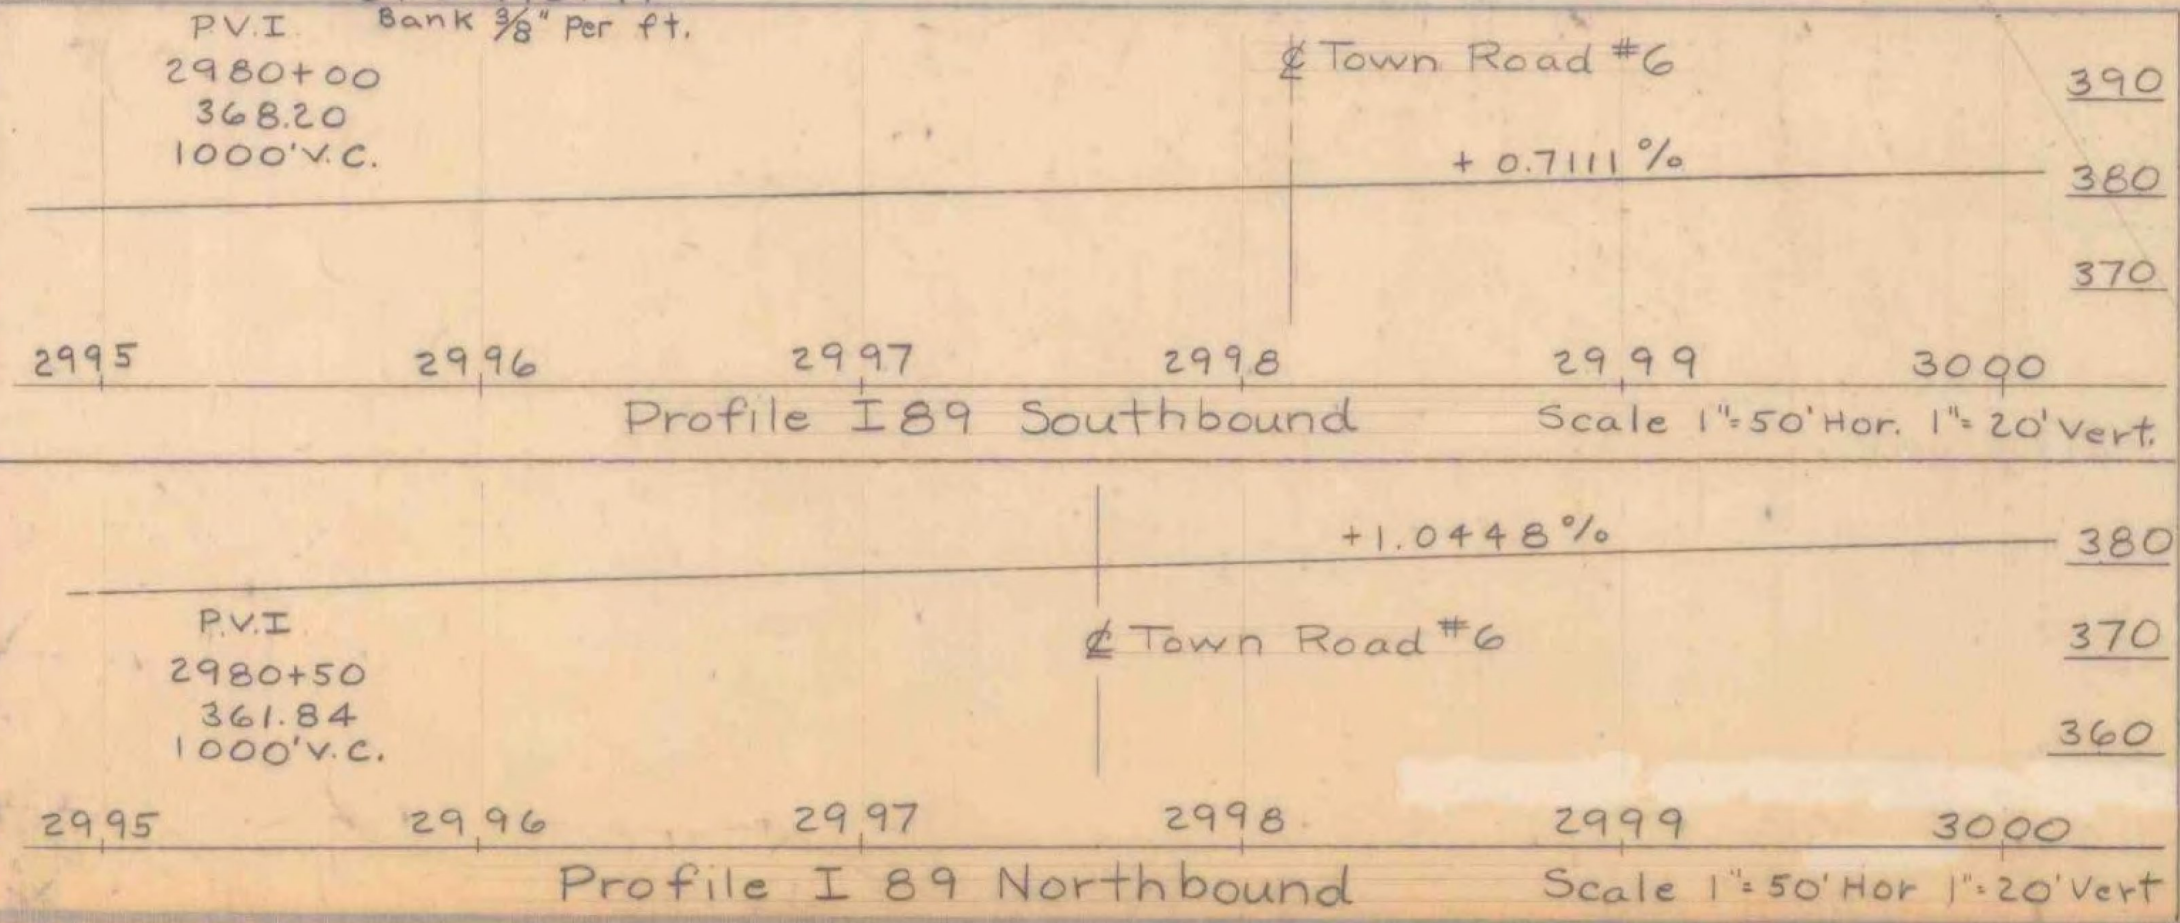 P.V.I.
2980+00
368.20
1000'V.C.
Bank 3/8" Per ft.
℄ Town Road #6
+ 0.7111 %
390
380
370
2995 2996 2997 2998 2999 3000
Profile I 89 Southbound
Scale 1"=50' Hor. 1"=20' Vert.
+1.0448 %
℄ Town Road #6
P.V.I
2980+50
361.84
1000'V.C.
380
370
360
2995 2996 2997 2998 2999 3000
Profile I 89 Northbound
Scale 1"=50' Hor 1"=20' Vert